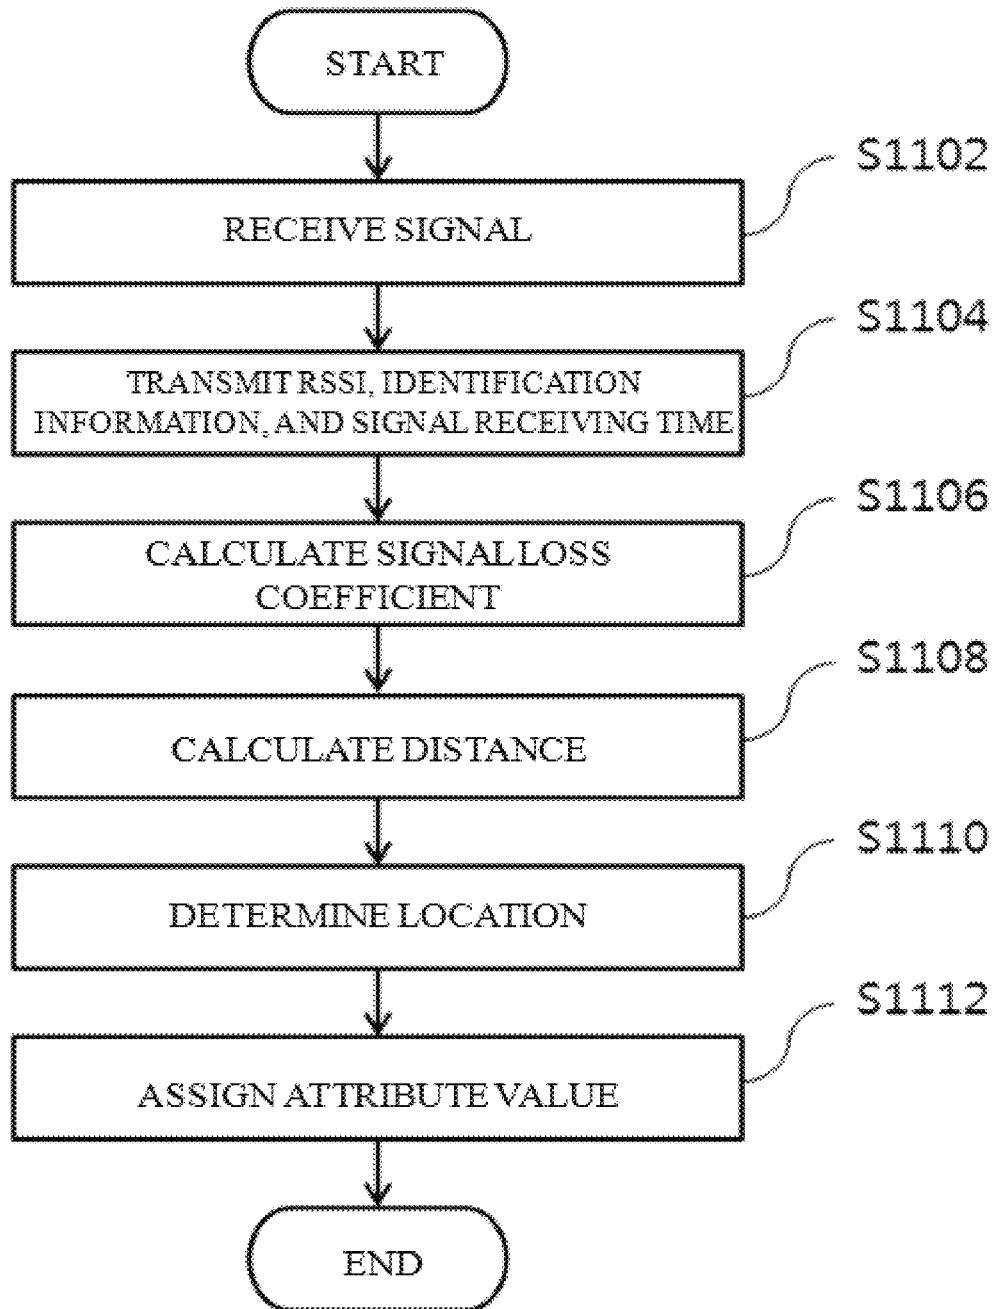 START
S1102
RECEIVE SIGNAL
S1104
TRANSMIT RSSI, IDENTIFICATION
INFORMATION, AND SIGNAL RECEIVING TIME
S1106
CALCULATE SIGNAL LOSS
COEFFICIENT
S1108
CALCULATE DISTANCE
S1110
DETERMINE LOCATION
S1112
ASSIGN ATTRIBUTE VALUE
END